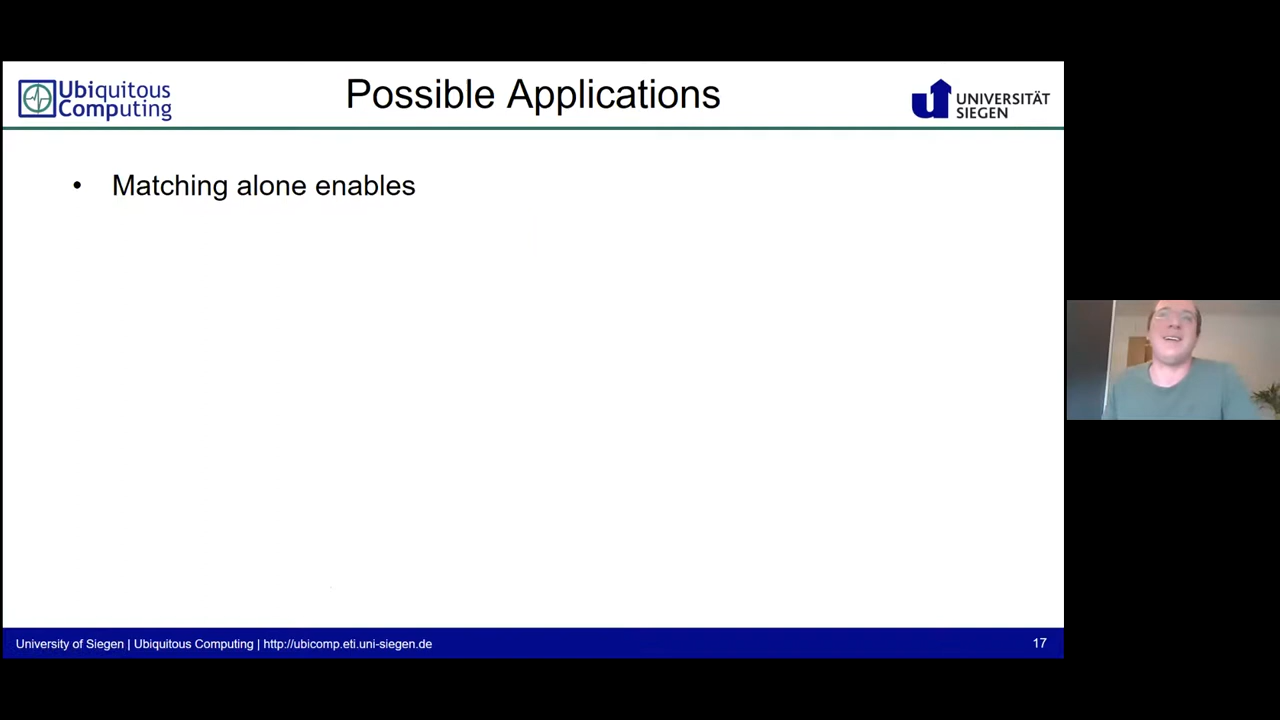 Ubiquitous
Computing
Possible Applications
UNIVERSITÄT
SIEGEN
• Matching alone enables
University of Siegen | Ubiquitous Computing | http://ubicomp.eti.uni-siegen.de
17